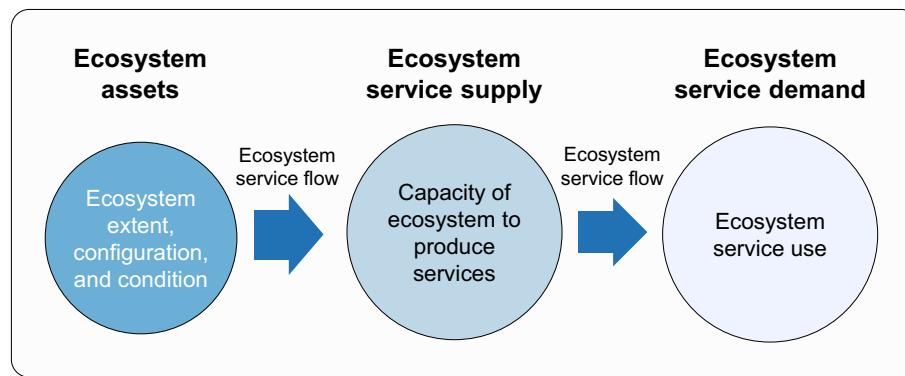 Ecosystem
assets
Ecosystem
extent,
configuration,
and condition
Ecosystem
service flow
Ecosystem
service supply
Capacity of
ecosystem to
produce
services
Ecosystem
service flow
Ecosystem
service demand
Ecosystem
service use